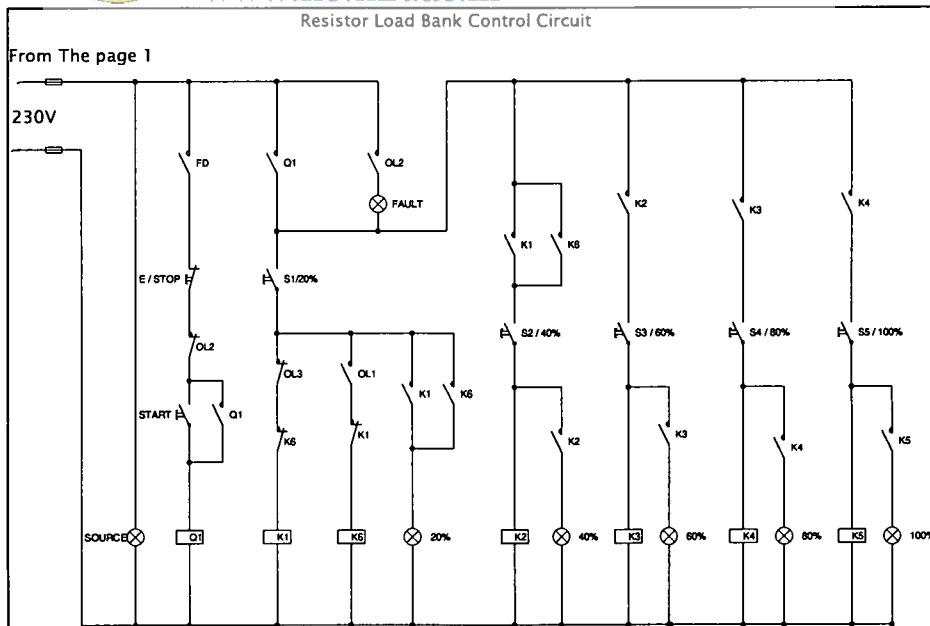 Resistor Load Bank Control Circuit
From The page 1
230V
FD
Q1
OL2
FAULT
K2
K3
K4
K1
K6
E / STOP
S1/20%
S2 / 40%
S3 / 60%
S4 / 80%
S5 / 100%
OL2
OL3
OL1
K1
K6
START
Q1
K6
K1
K2
K3
K4
K5
SOURCE
Q1
K1
K6
20%
K2
40%
K3
60%
K4
80%
K5
100%